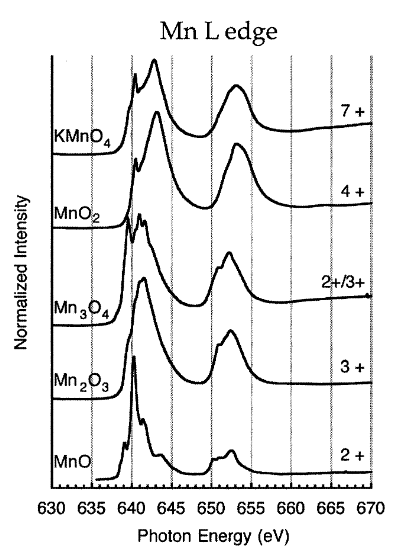 Mn L edge
7 +
KMnO4
4 +
MnO2
2+/3+
Mn3O4
3 +
Mn2O3
2 +
MnO
Normalized Intensity
630 635 640 645 650 655 660 665 670
Photon Energy (eV)